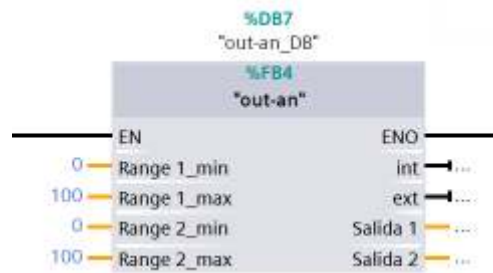 %DB7
"out-an_DB"
%FB4
"out-an"
EN ENO
0 Range 1_min int ...
100 Range 1_max ext ...
0 Range 2_min Salida 1 ...
100 Range 2_max Salida 2 ...